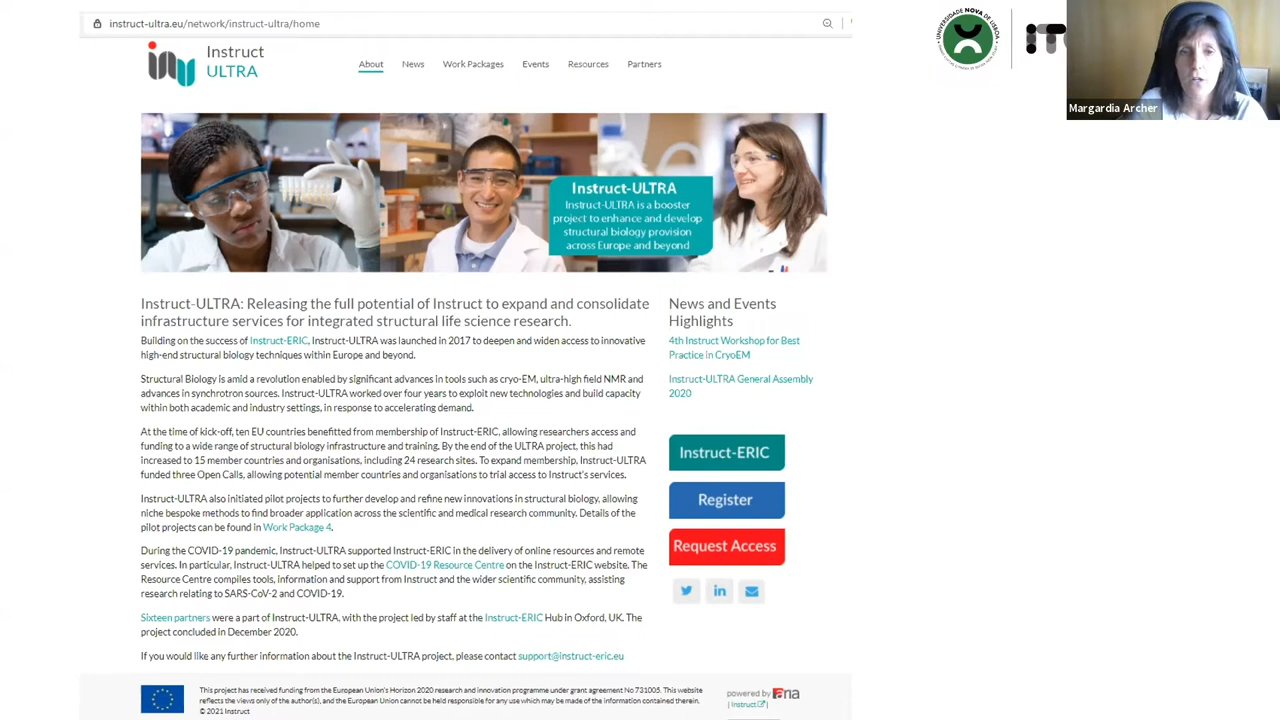 instruct-ultra.eu/network/instruct-ultra/home
Instruct
ULTRA
About News Work Packages Events Resources Partners
UNIVERSIDADE NOVA DE LISBOA
Margardia Archer
Instruct-ULTRA
Instruct-ULTRA is a booster
project to enhance and develop
structural biology provision
across Europe and beyond
Instruct-ULTRA: Releasing the full potential of Instruct to expand and consolidate
infrastructure services for integrated structural life science research.
Building on the success of Instruct-ERIC, Instruct-ULTRA was launched in 2017 to deepen and widen access to innovative
high-end structural biology techniques within Europe and beyond.
Structural Biology is amid a revolution enabled by significant advances in tools such as cryo-EM, ultra-high field NMR and
advances in synchrotron sources. Instruct-ULTRA worked over four years to exploit new technologies and build capacity
within both academic and industry settings, in response to accelerating demand.
At the time of kick-off, ten EU countries benefitted from membership of Instruct-ERIC, allowing researchers access and
funding to a wide range of structural biology infrastructure and training. By the end of the ULTRA project, this had
increased to 15 member countries and organisations, including 24 research sites. To expand membership, Instruct-ULTRA
funded three Open Calls, allowing potential member countries and organisations to trial access to Instruct's services.
Instruct-ULTRA also initiated pilot projects to further develop and refine new innovations in structural biology, allowing
niche bespoke methods to find broader application across the scientific and medical research community. Details of the
pilot projects can be found in Work Package 4.
During the COVID-19 pandemic, Instruct-ULTRA supported Instruct-ERIC in the delivery of online resources and remote
services. In particular, Instruct-ULTRA helped to set up the COVID-19 Resource Centre on the Instruct-ERIC website. The
Resource Centre compiles tools, information and support from Instruct and the wider scientific community, assisting
research relating to SARS-CoV-2 and COVID-19.
Sixteen partners were a part of Instruct-ULTRA, with the project led by staff at the Instruct-ERIC Hub in Oxford, UK. The
project concluded in December 2020.
If you would like any further information about the Instruct-ULTRA project, please contact support@instruct-eric.eu
News and Events
Highlights
4th Instruct Workshop for Best
Practice in CryoEM
Instruct-ULTRA General Assembly
2020
Instruct-ERIC
Register
Request Access
This project has received funding from the European Union's Horizon 2020 research and innovation programme under grant agreement No 731005. This website
reflects the views only of the author(s), and the European Union cannot be held responsible for any use which may be made of the information contained therein.
© 2021 Instruct
powered by aria
[ Instruct ]